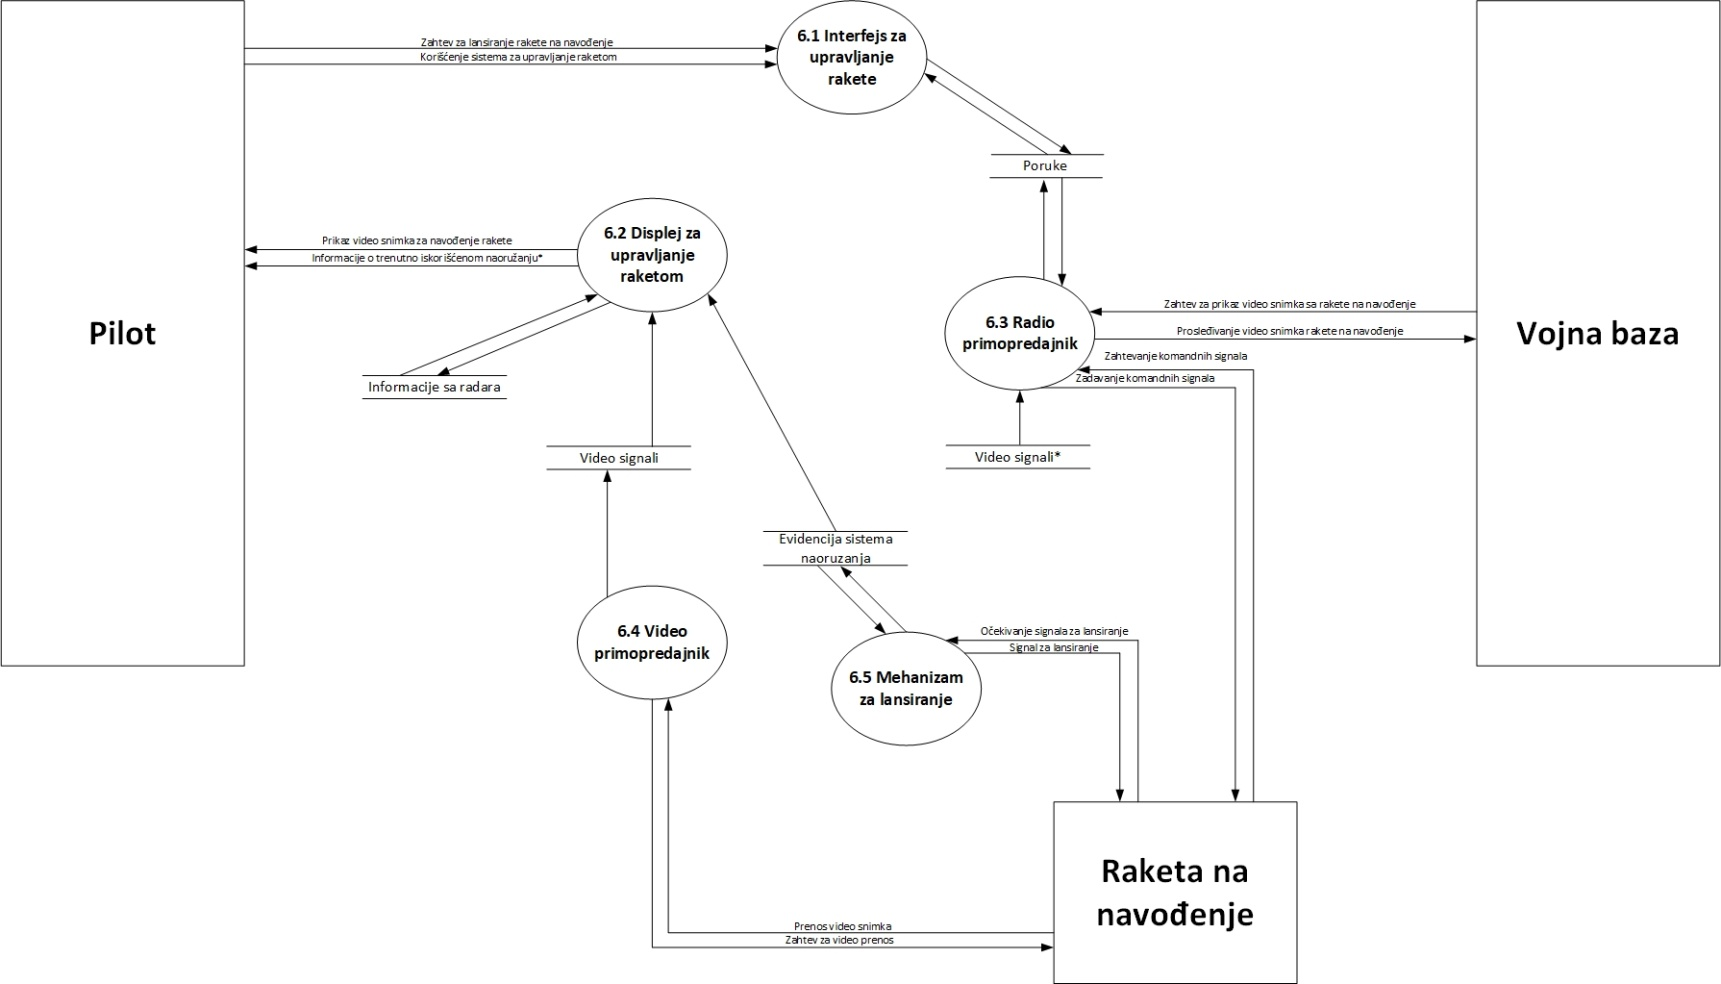 Zahtev za lansiranje rakete na navođenje
Korišćenje sistema za upravljanje raketom
6.1 Interfejs za
upravljanje
rakete
Poruke
6.2 Displej za
upravljanje
raketom
Prikaz video snimka za navođenje rakete
Informacije o trenutno iskorišćenom naoružanju*
Pilot
6.3 Radio
primopredajnik
Zahtev za prikaz video snimka sa rakete na navođenje
Prosleđivanje video snimka rakete na navođenje
Vojna baza
Zahtevanje komandnih signala
Zadavanje komandnih signala
Informacije sa radara
Video signali
Video signali*
Evidencija sistema
naoruzanja
6.4 Video
primopredajnik
Očekivanje signala za lansiranje
Signal za lansiranje
6.5 Mehanizam
za lansiranje
Raketa na
navođenje
Prenos video snimka
Zahtev za video prenos